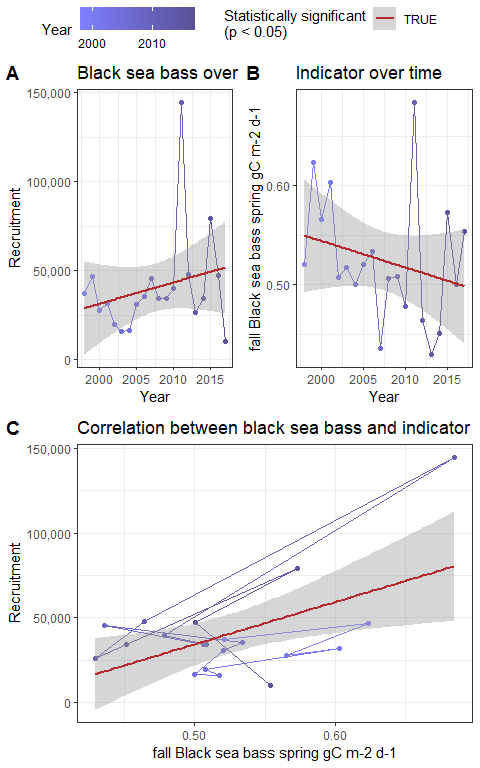 Year
2000 2010
Statistically significant
(p < 0.05)
TRUE
A
Black sea bass over
B
Indicator over time
Recruitment
150,000
100,000
50,000
0
2000 2005 2010 2015
Year
fall Black sea bass spring gC m-2 d-1
0.60
0.50
2000 2005 2010 2015
Year
C
Correlation between black sea bass and indicator
Recruitment
150,000
100,000
50,000
0
0.50 0.60
fall Black sea bass spring gC m-2 d-1